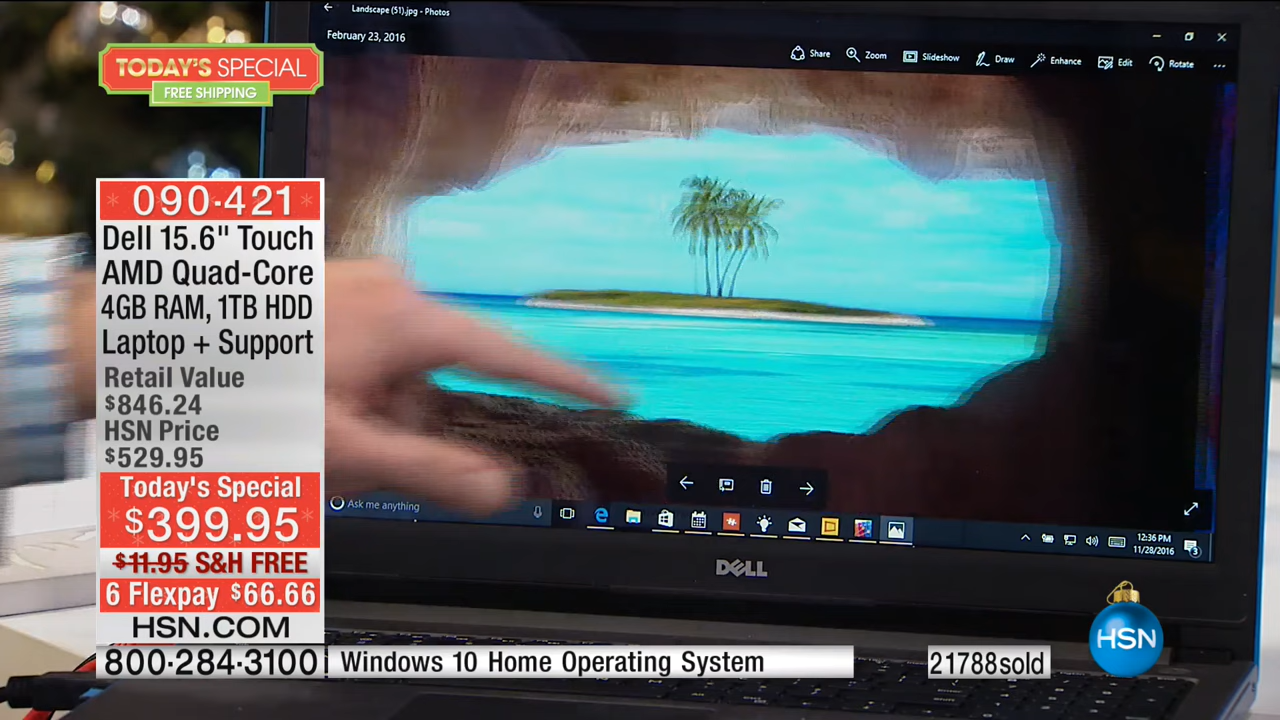 TODAY'S SPECIAL
FREE SHIPPING
090-421
Dell 15.6" Touch
AMD Quad-Core
4GB RAM, 1TB HDD
Laptop + Support
Retail Value
$846.24
HSN Price
$529.95
Today's Special
$399.95
$11.95 S&H FREE
6 Flexpay $66.66
HSN.COM
800-284-3100
Windows 10 Home Operating System
21788sold
HSN
Landscape (51).jpg - Photos
February 23, 2016
Share Zoom Slideshow Draw Enhance Edit Rotate
Ask me anything
12:36 PM
11/28/2016
3
DELL